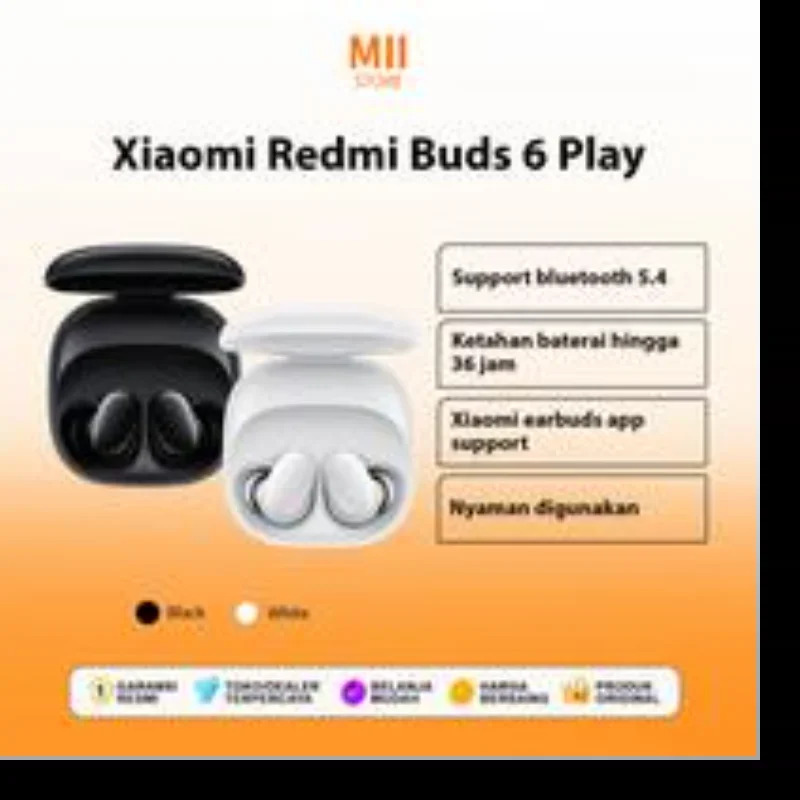 MII
STORE
Xiaomi Redmi Buds 6 Play
Support bluetooth 5.4
Ketahan baterai hingga
36 jam
Xiaomi earbuds app
support
Nyaman digunakan
Black
White
GARANSI
RESMI
TOKO/DEALER
TERPERCAYA
BELANJA
MUDAH
HARGA
BERSAING
PRODUK
ORIGINAL